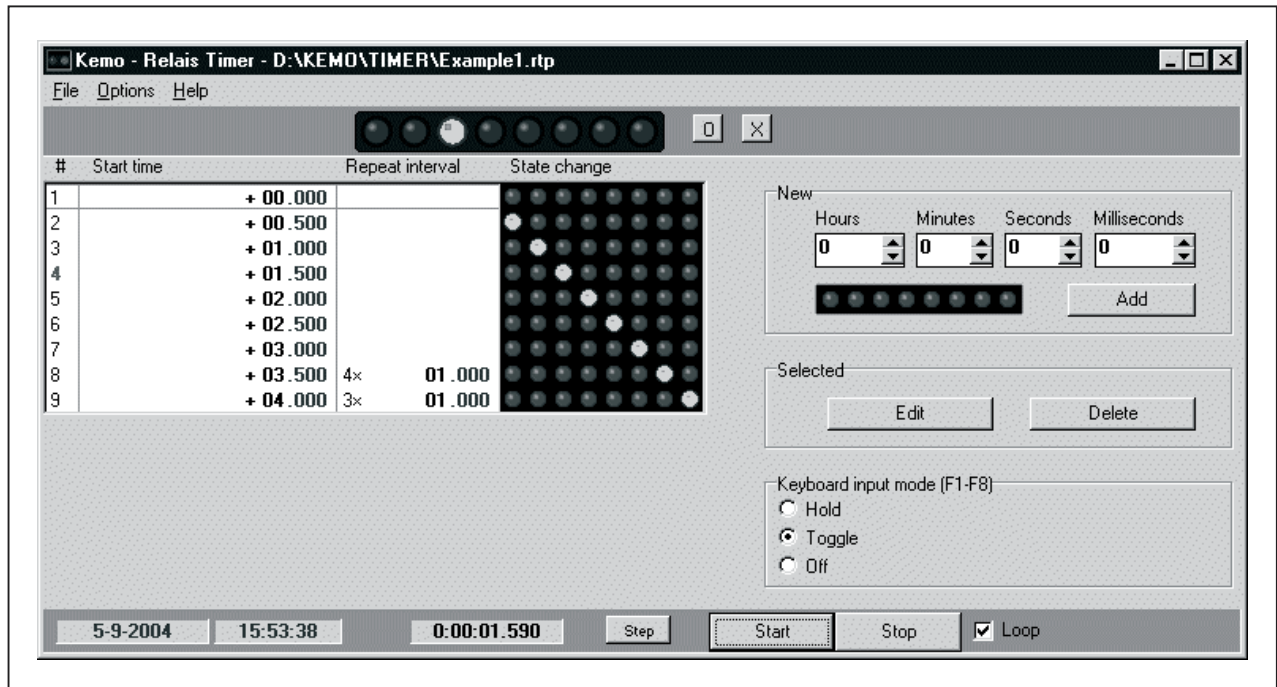 Kemo - Relais Timer - D:\KEMO\TIMER\Example1.rtp
File Options Help
O X
# Start time Repeat interval State change
1 + 00.000
2 + 00.500
3 + 01.000
4 + 01.500
5 + 02.000
6 + 02.500
7 + 03.000
8 + 03.500 4× 01.000
9 + 04.000 3× 01.000
New
Hours Minutes Seconds Milliseconds
0 0 0 0
Add
Selected
Edit Delete
Keyboard input mode (F1-F8)
Hold
Toggle
Off
5-9-2004 15:53:38 0:00:01.590 Step Start Stop Loop